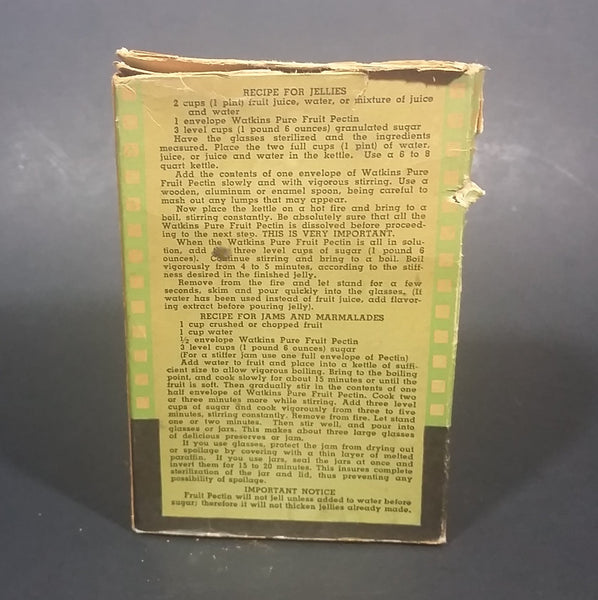 RECIPE FOR JELLIES
2 cups (1 pint) fruit juice, water, or mixture of juice
and water
1 envelope Watkins Pure Fruit Pectin
3 level cups (1 pound 6 ounces) granulated sugar
Have the glasses sterilized and the ingredients
measured. Place the two full cups (1 pint) of water,
juice, or juice and water in the kettle. Use a 6 to 8
quart kettle.
Add the contents of one envelope of Watkins Pure
Fruit Pectin slowly and with vigorous stirring. Use a
wooden, aluminum or enamel spoon, being careful to
mash out any lumps that may appear.
Now place the kettle on a hot fire and bring to a
boil, stirring constantly. Be absolutely sure that all the
Watkins Pure Fruit Pectin is dissolved before proceed-
ing to the next step. THIS IS VERY IMPORTANT.
When the Watkins Pure Fruit Pectin is all in solu-
tion, add three level cups of sugar (1 pound 6
ounces). Continue stirring and bring to a boil. Boil
vigorously from 4 to 5 minutes, according to the stiff-
ness desired in the finished jelly.
Remove from the fire and let stand for a few
seconds, skim and pour quickly into the glasses. (If
water has been used instead of fruit juice, add flavor-
ing extract before pouring jelly).
RECIPE FOR JAMS AND MARMALADES
1 cup crushed or chopped fruit
1 cup water
½ envelope Watkins Pure Fruit Pectin
3 level cups (1 pound 6 ounces) sugar
(For a stiffer jam use one full envelope of Pectin)
Add water to fruit and place into a kettle of suffi-
cient size to allow vigorous boiling. Bring to the boiling
point, and cook slowly for about 15 minutes or until the
fruit is soft. Then gradually stir in the contents of one
half envelope of Watkins Pure Fruit Pectin. Cook two
or three minutes more while stirring. Add three level
cups of sugar and cook vigorously from three to five
minutes, stirring constantly. Remove from fire. Let stand
one or two minutes. Then stir well, and pour into
glasses or jars. This makes about three large glasses
of delicious preserves or jam.
If you use glasses, protect the jam from drying out
or spoilage by covering with a thin layer of melted
paraffin. If you use jars, seal the jars at once and
invert them for 15 to 20 minutes. This insures complete
sterilization of the jar and lid, thus preventing any
possibility of spoilage.
IMPORTANT NOTICE
Fruit Pectin will not jell unless added to water before
sugar; therefore it will not thicken jellies already made.